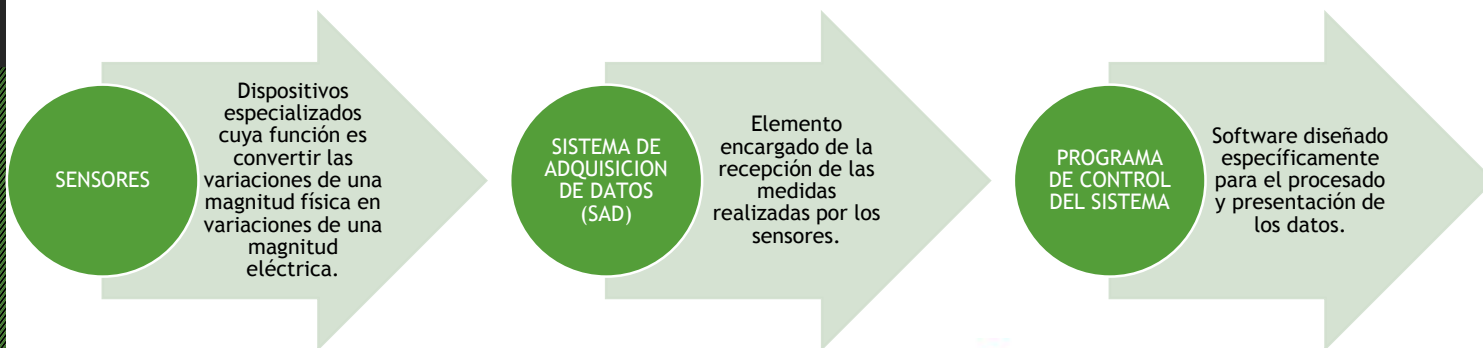 SENSORES
Dispositivos
especializados
cuya función es
convertir las
variaciones de una
magnitud física en
variaciones de una
magnitud
eléctrica.
SISTEMA DE
ADQUISICION
DE DATOS
(SAD)
Elemento
encargado de la
recepción de las
medidas
realizadas por los
sensores.
PROGRAMA
DE CONTROL
DEL SISTEMA
Software diseñado
específicamente
para el procesado
y presentación de
los datos.